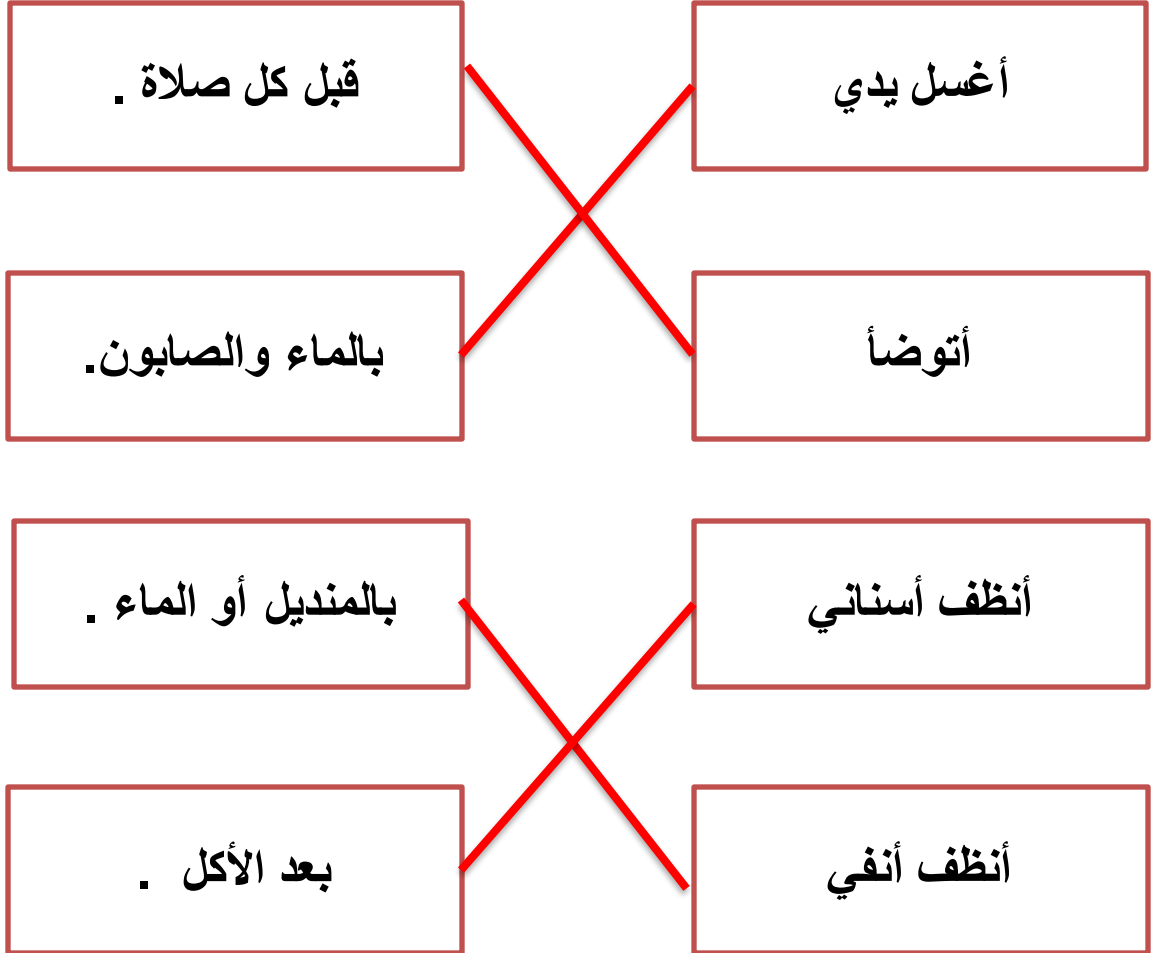 أغسل يدي
قبل كل صلاة .
أتوضأ
بالماء والصابون.
أنظف أسناني
بالمنديل أو الماء .
أنظف أنفي
بعد الأكل .